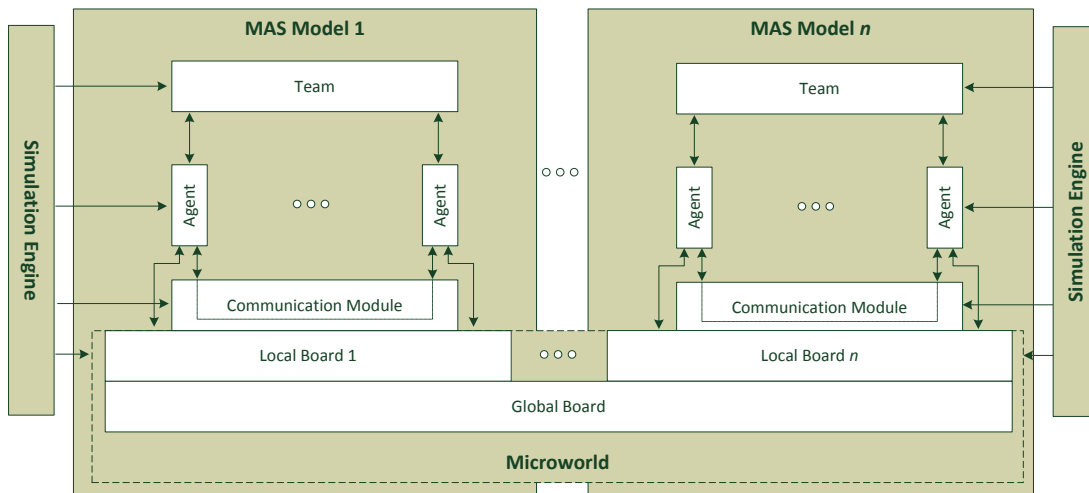 MAS Model 1
MAS Model n
Team
Team
Simulation Engine
Simulation Engine
Agent
Agent
Agent
Agent
Communication Module
Communication Module
Local Board 1
Local Board n
Global Board
Microworld